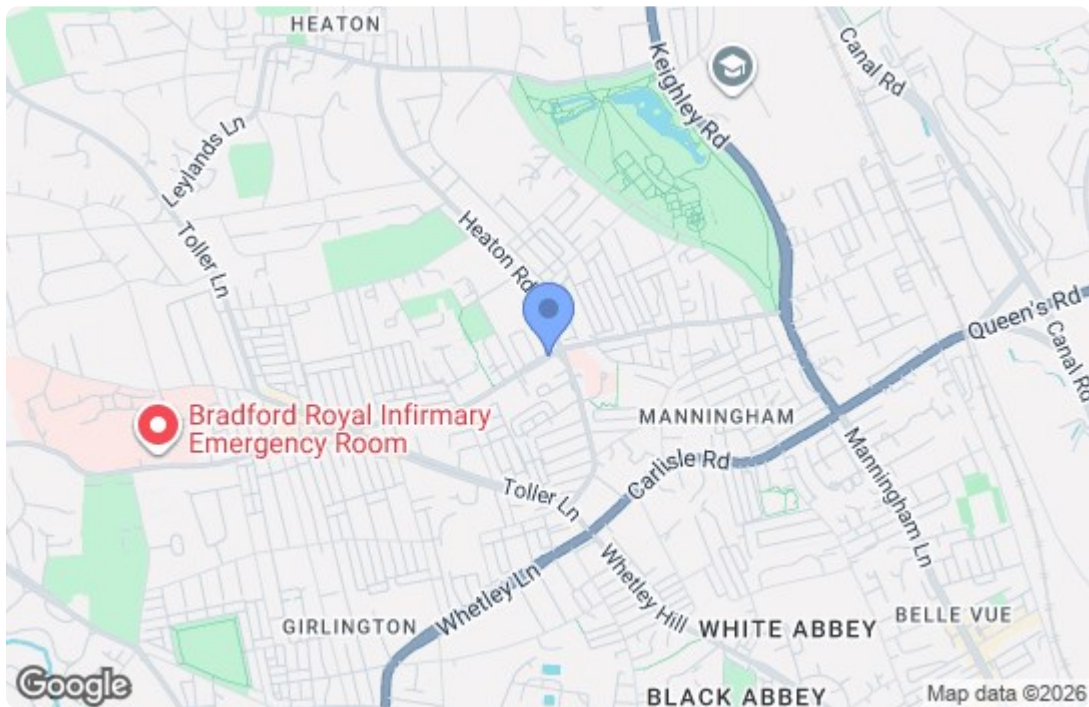 HEATON
Keighley Rd
Canal Rd
Leylands Ln
Toller Ln
Heaton Rd
Queen's Rd
Canal Rd
Bradford Royal Infirmary
Emergency Room
MANNINGHAM
Carlisle Rd
Toller Ln
Manningham Ln
Whetley Ln
Whetley Hill
GIRLINGTON
WHITE ABBEY
BELLE VUE
BLACK ABBEY
Google
Map data ©2026